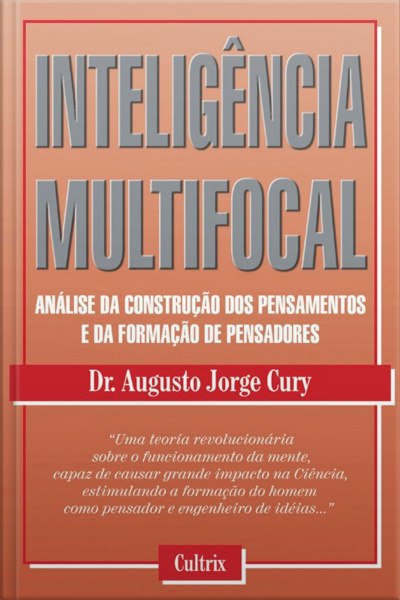 INTELIGÊNCIA
MULTIFOCAL
ANÁLISE DA CONSTRUÇÃO DOS PENSAMENTOS
E DA FORMAÇÃO DE PENSADORES
Dr. Augusto Jorge Cury
“Uma teoria revolucionária
sobre o funcionamento da mente,
capaz de causar grande impacto na Ciência,
estimulando a formação do homem
como pensador e engenheiro de idéias...”
Cultrix